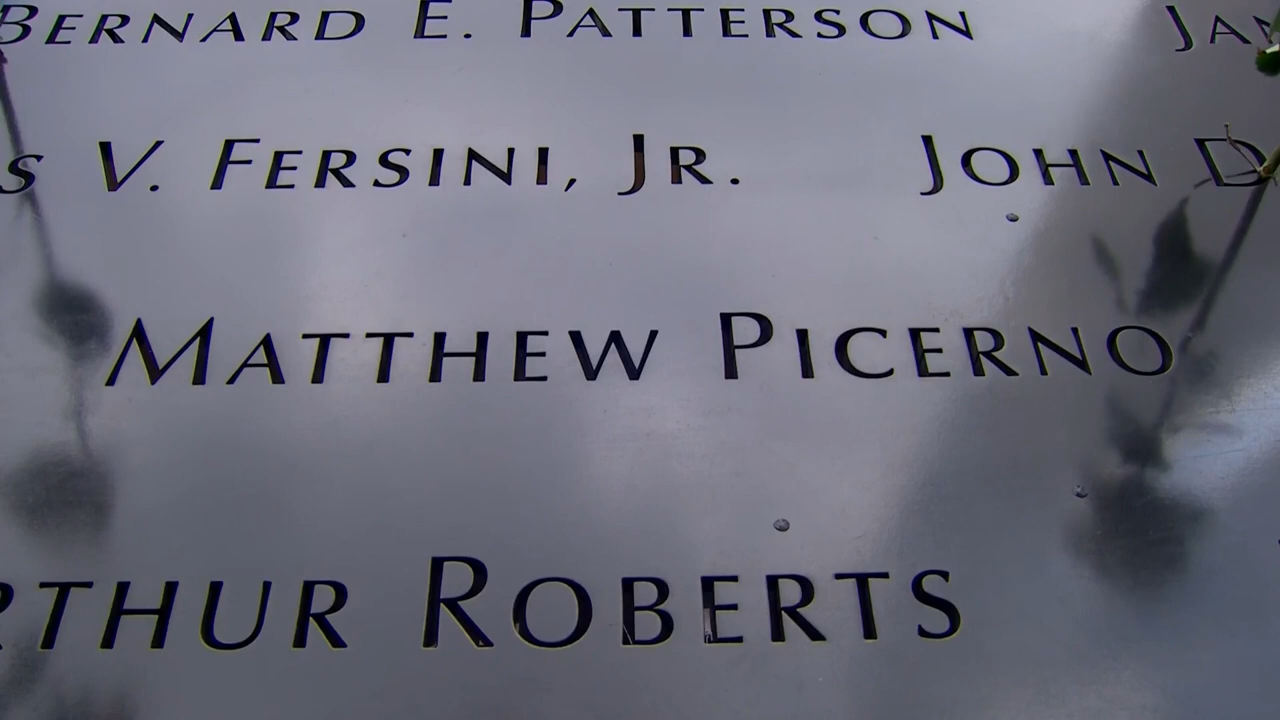 BERNARD E. PATTERSON
V. FERSINI, JR. JOHN
MATTHEW PICERNO
ROBERTS